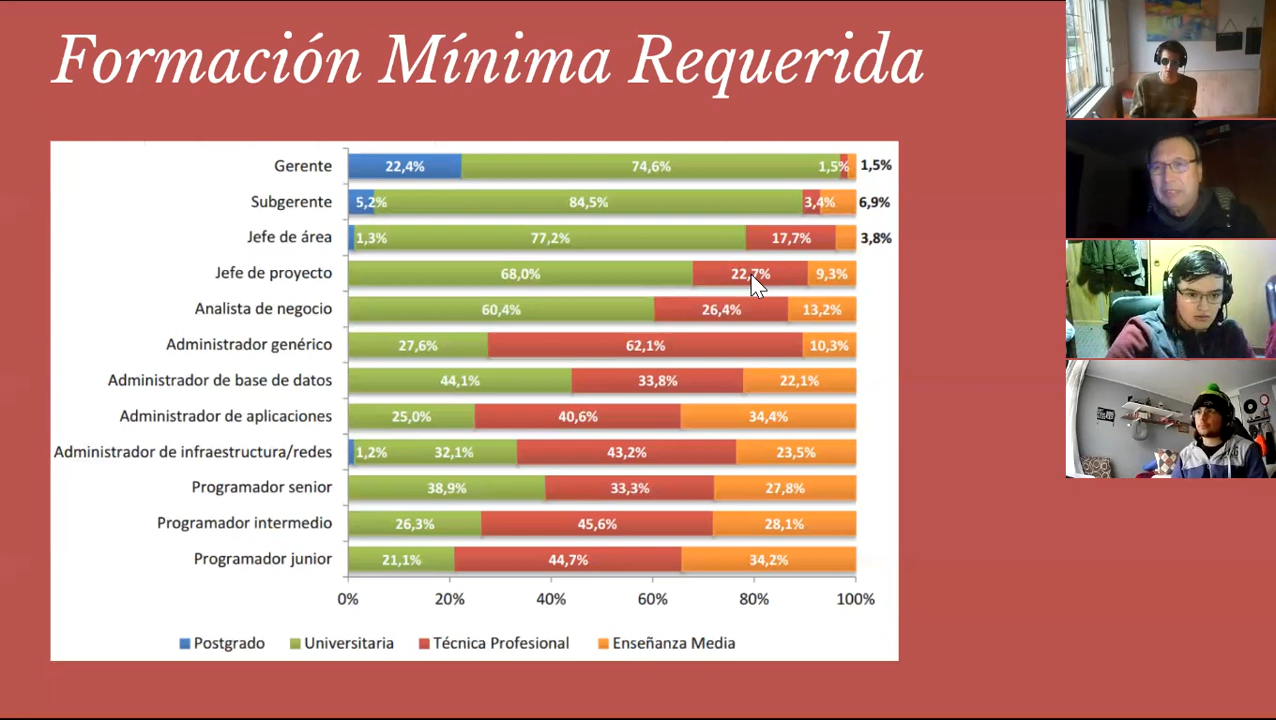 Formación Mínima Requerida
Gerente 22,4% 74,6% 1,5% 1,5%
Subgerente 5,2% 84,5% 3,4% 6,9%
Jefe de área 1,3% 77,2% 17,7% 3,8%
Jefe de proyecto 68,0% 22,7% 9,3%
Analista de negocio 60,4% 26,4% 13,2%
Administrador genérico 27,6% 62,1% 10,3%
Administrador de base de datos 44,1% 33,8% 22,1%
Administrador de aplicaciones 25,0% 40,6% 34,4%
Administrador de infraestructura/redes 1,2% 32,1% 43,2% 23,5%
Programador senior 38,9% 33,3% 27,8%
Programador intermedio 26,3% 45,6% 28,1%
Programador junior 21,1% 44,7% 34,2%
0% 20% 40% 60% 80% 100%
Postgrado Universitaria Técnica Profesional Enseñanza Media